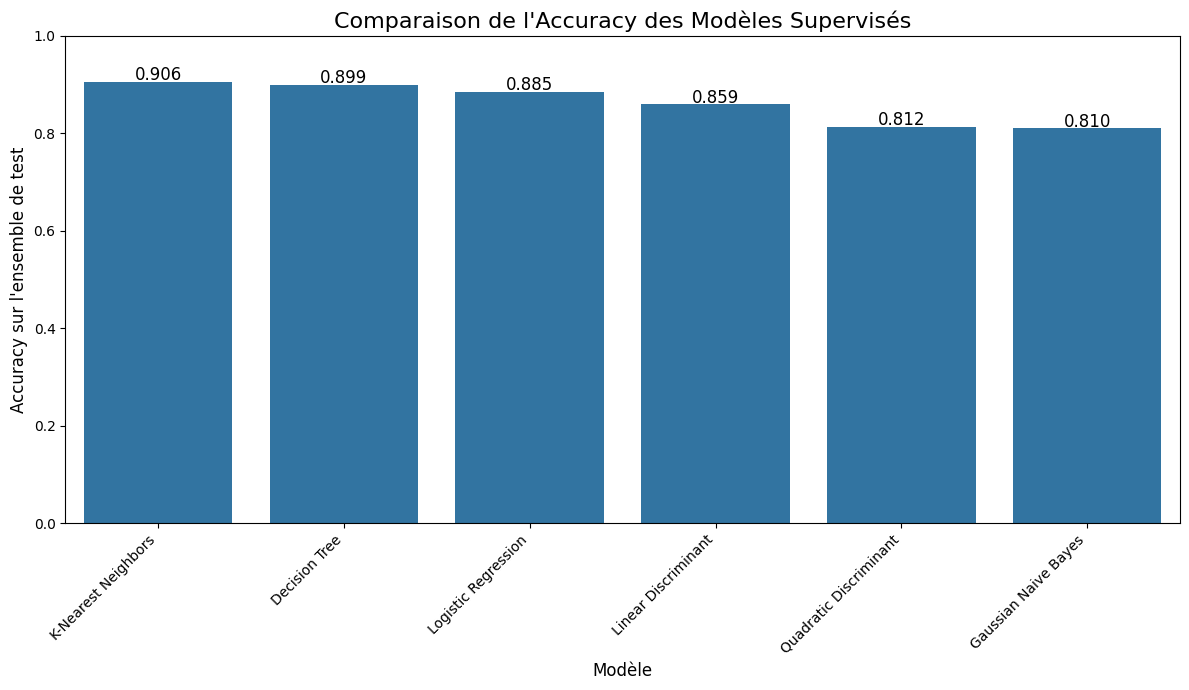 Comparaison de l'Accuracy des Modèles Supervisés
Accuracy sur l'ensemble de test
1.0
0.8
0.6
0.4
0.2
0.0
0.906
0.899
0.885
0.859
0.812
0.810
K-Nearest Neighbors
Decision Tree
Logistic Regression
Linear Discriminant
Quadratic Discriminant
Gaussian Naive Bayes
Modèle